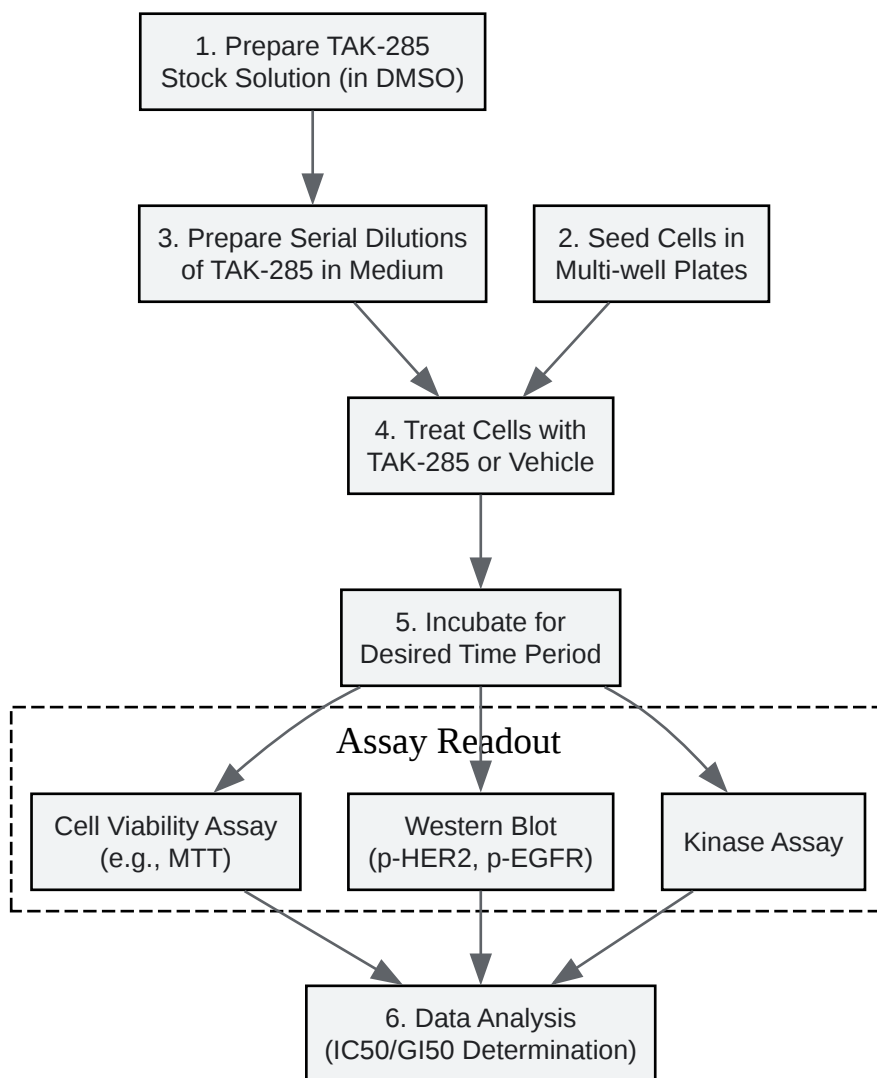 1. Prepare TAK-285
Stock Solution (in DMSO)
3. Prepare Serial Dilutions
of TAK-285 in Medium
2. Seed Cells in
Multi-well Plates
4. Treat Cells with
TAK-285 or Vehicle
5. Incubate for
Desired Time Period
Assay Readout
Cell Viability Assay
(e.g., MTT)
Western Blot
(p-HER2, p-EGFR)
Kinase Assay
6. Data Analysis
(IC50/GI50 Determination)